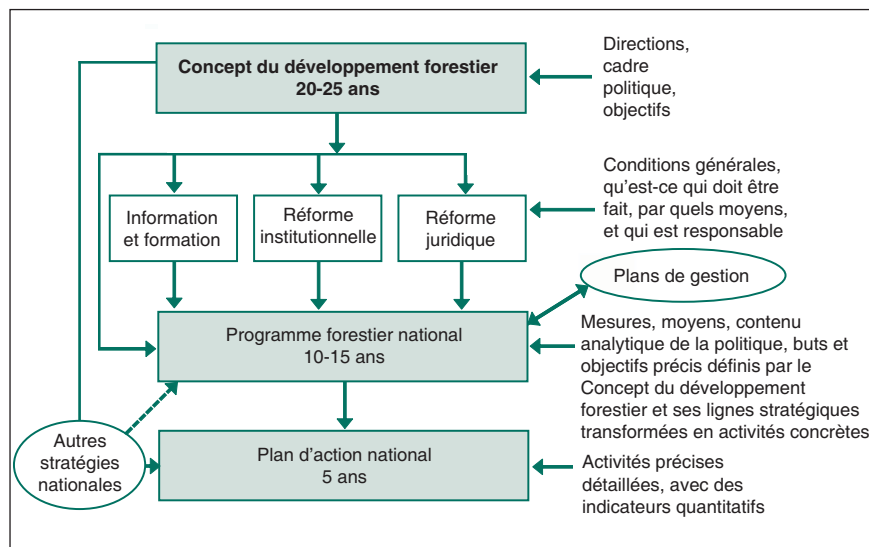 Concept du développement forestier
20-25 ans
Directions,
cadre
politique,
objectifs
Information
et formation
Réforme
institutionnelle
Réforme
juridique
Conditions générales,
qu'est-ce qui doit être
fait, par quels moyens,
et qui est responsable
Plans de gestion
Programme forestier national
10-15 ans
Mesures, moyens, contenu
analytique de la politique, buts et
objectifs précis définis par le
Concept du développement
forestier et ses lignes stratégiques
transformées en activités concrètes
Autres
stratégies
nationales
Plan d'action national
5 ans
Activités précises
détaillées, avec des
indicateurs quantitatifs